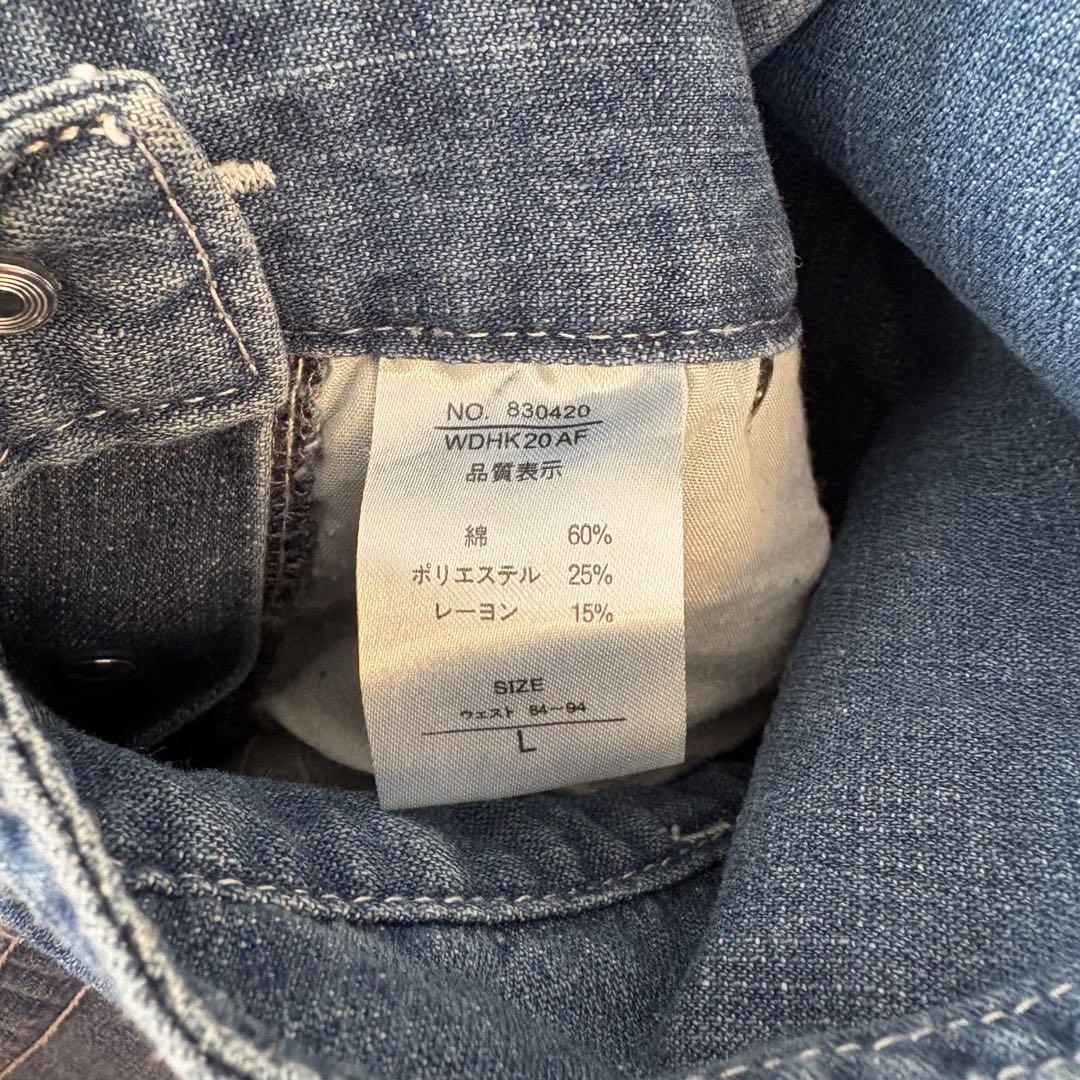 NO. 830420
WDHK20AF
品質表示
綿 60%
ポリエステル 25%
レーヨン 15%
SIZE
ウェスト 84〜94
L